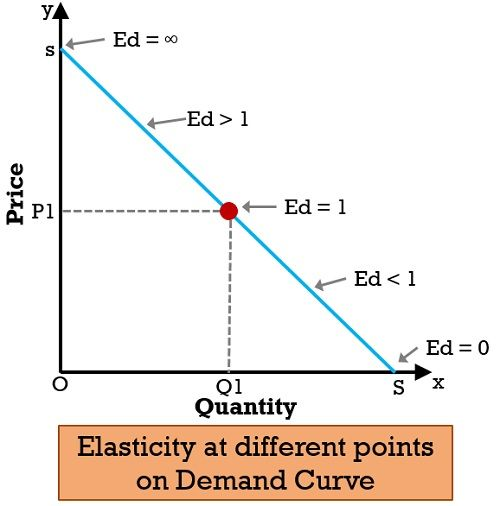 y
Ed = ∞
s
Ed > 1
Price
P1
Ed = 1
Ed < 1
Ed = 0
O
Q1
S
x
Quantity
Elasticity at different points
on Demand Curve